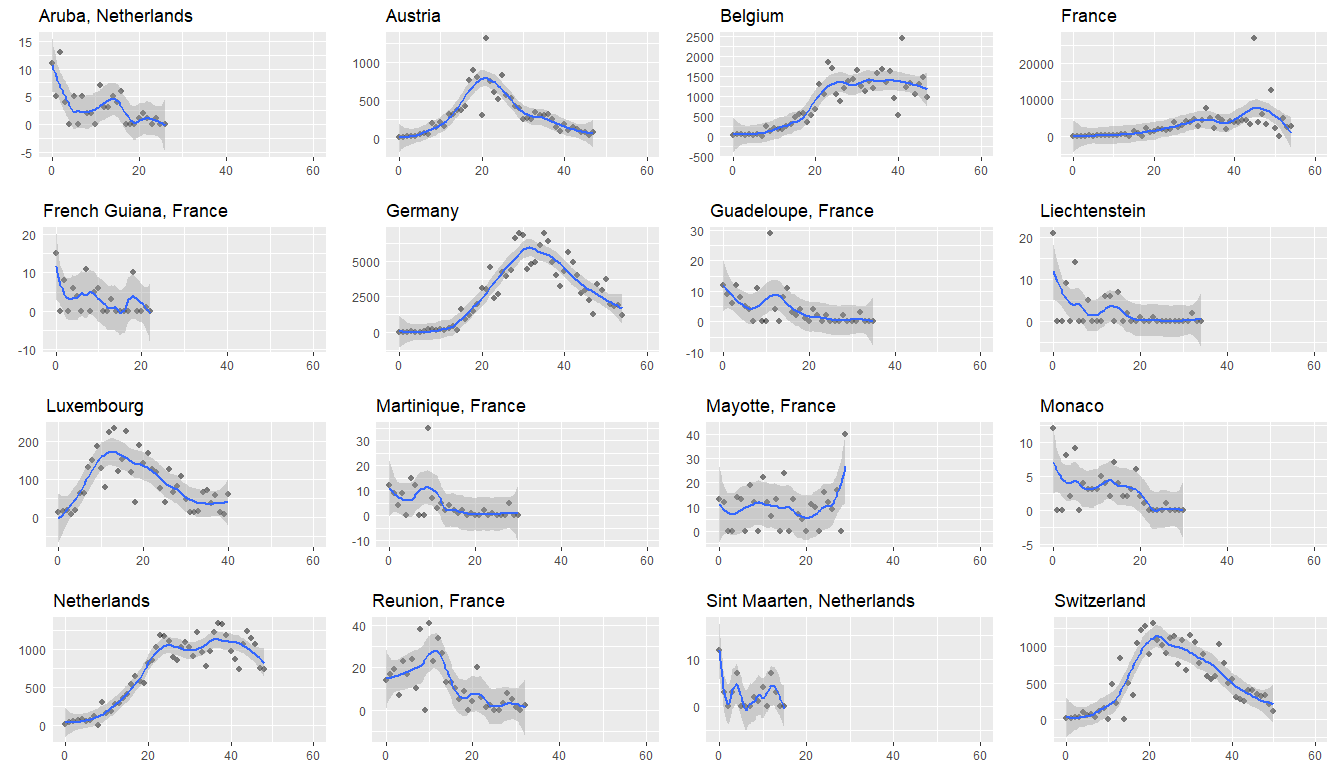 Aruba, Netherlands
15
10
5
0
-5
0 20 40 60
Austria
1000
500
0
0 20 40 60
Belgium
2500
2000
1500
1000
500
0
-500
0 20 40 60
France
20000
10000
0
0 20 40 60
French Guiana, France
20
10
0
-10
0 20 40 60
Germany
5000
2500
0
0 20 40 60
Guadeloupe, France
30
20
10
0
-10
0 20 40 60
Liechtenstein
20
10
0
0 20 40 60
Luxembourg
200
100
0
0 20 40 60
Martinique, France
30
20
10
0
-10
0 20 40 60
Mayotte, France
40
30
20
10
0
0 20 40 60
Monaco
10
5
0
-5
0 20 40 60
Netherlands
1000
500
0
0 20 40 60
Reunion, France
40
20
0
0 20 40 60
Sint Maarten, Netherlands
10
0
0 20 40 60
Switzerland
1000
500
0
0 20 40 60